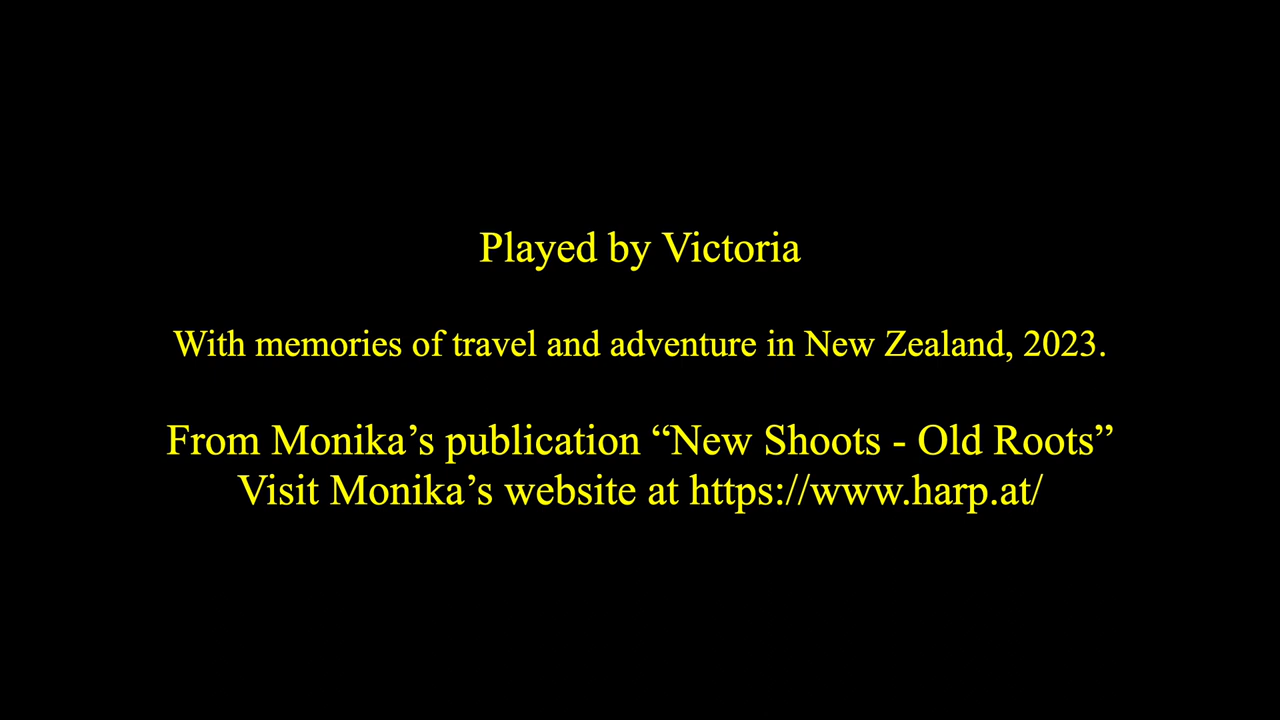 Played by Victoria
With memories of travel and adventure in New Zealand, 2023.
From Monika’s publication “New Shoots - Old Roots”
Visit Monika’s website at https://www.harp.at/